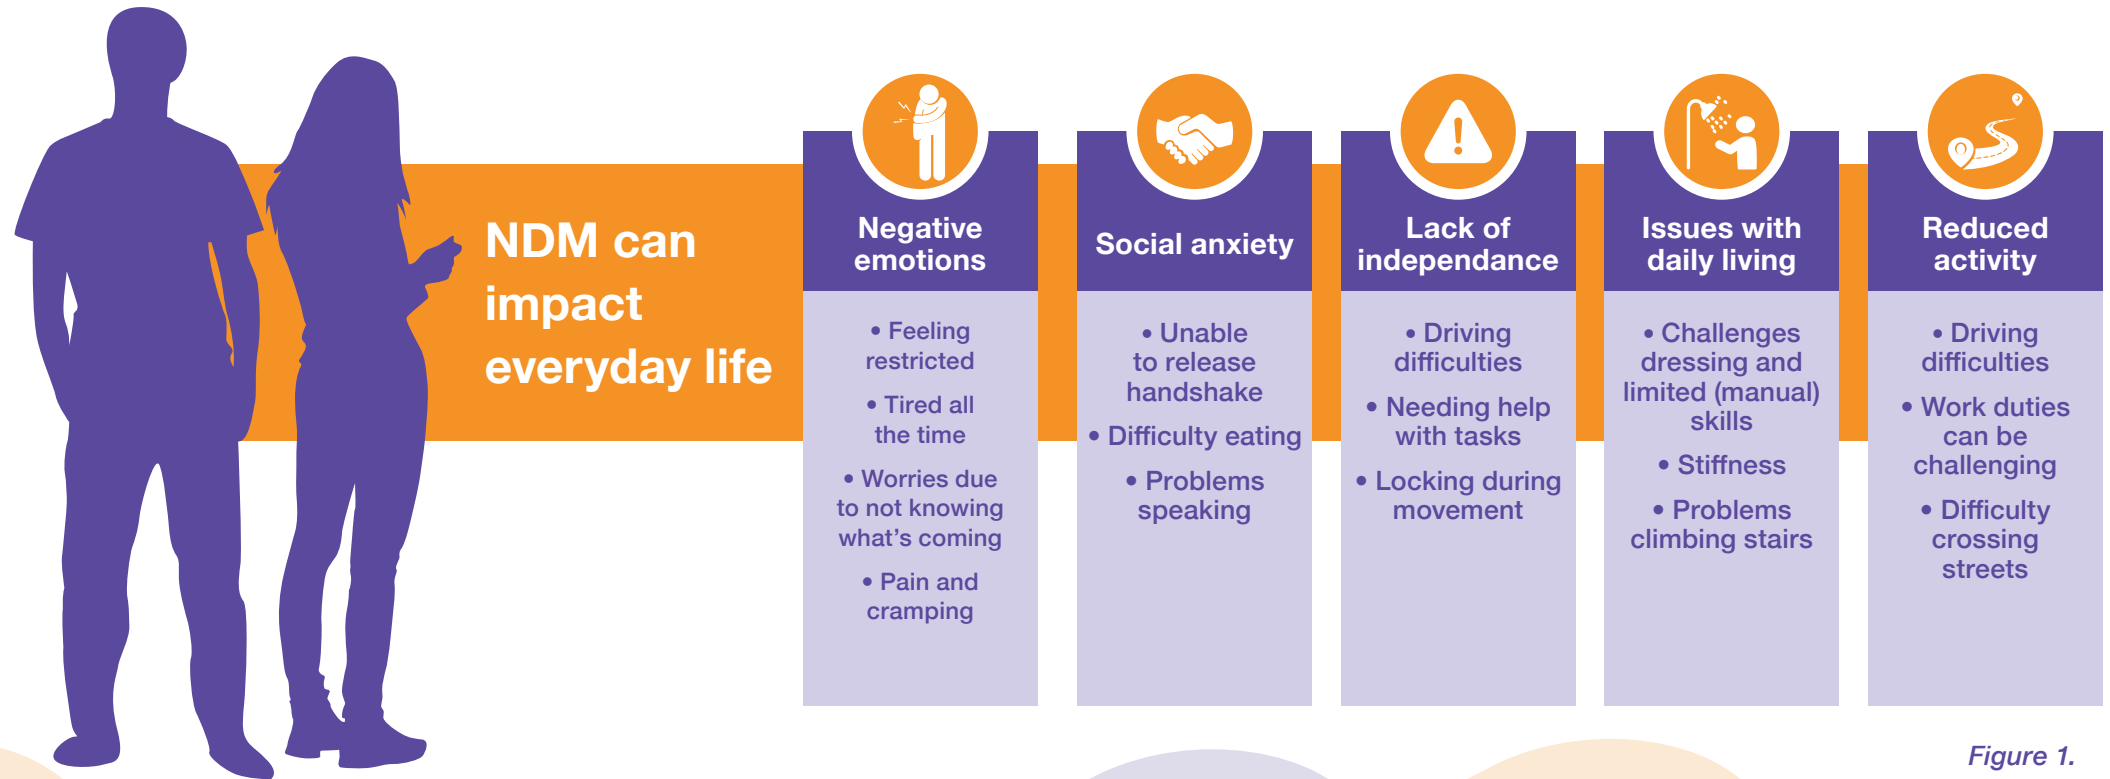 NDM can
impact
everyday life
Negative
emotions
• Feeling
restricted
• Tired all
the time
• Worries due
to not knowing
what's coming
• Pain and
cramping
Social anxiety
• Unable
to release
handshake
• Difficulty eating
• Problems
speaking
Lack of
independance
• Driving
difficulties
• Needing help
with tasks
• Locking during
movement
Issues with
daily living
• Challenges
dressing and
limited (manual)
skills
• Stiffness
• Problems
climbing stairs
Reduced
activity
• Driving
difficulties
• Work duties
can be
challenging
• Difficulty
crossing
streets
Figure 1.